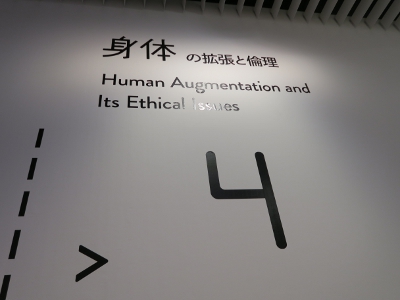 身体 の拡張と倫理
Human Augmentation and
Its Ethical Issues
4
>